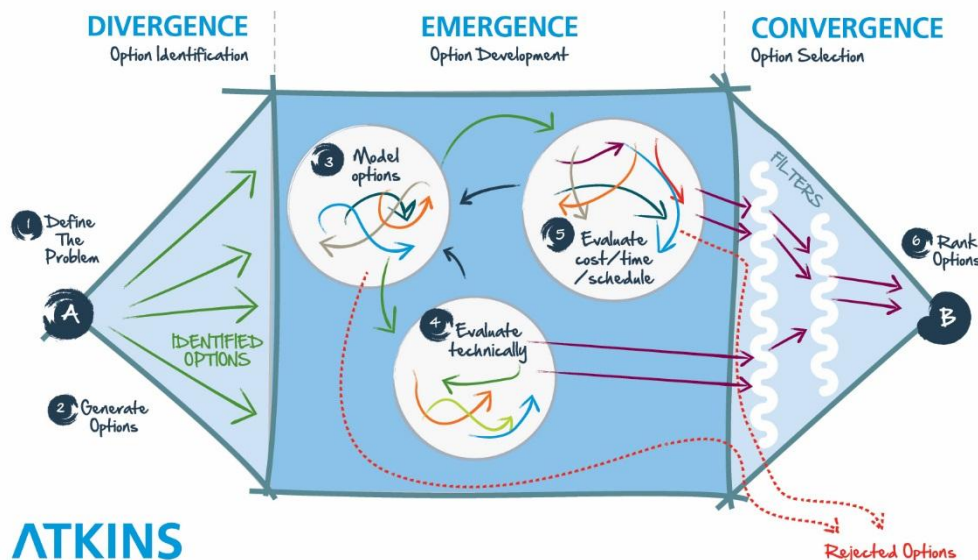 DIVERGENCE
Option Identification
EMERGENCE
Option Development
CONVERGENCE
Option Selection
1 Define
The
Problem
A
2 Generate
Options
IDENTIFIED
OPTIONS
3 Model
options
4 Evaluate
technically
5 Evaluate
cost/time
/schedule
FILTERS
6 Rank
Options
B
Rejected Options
ATKINS